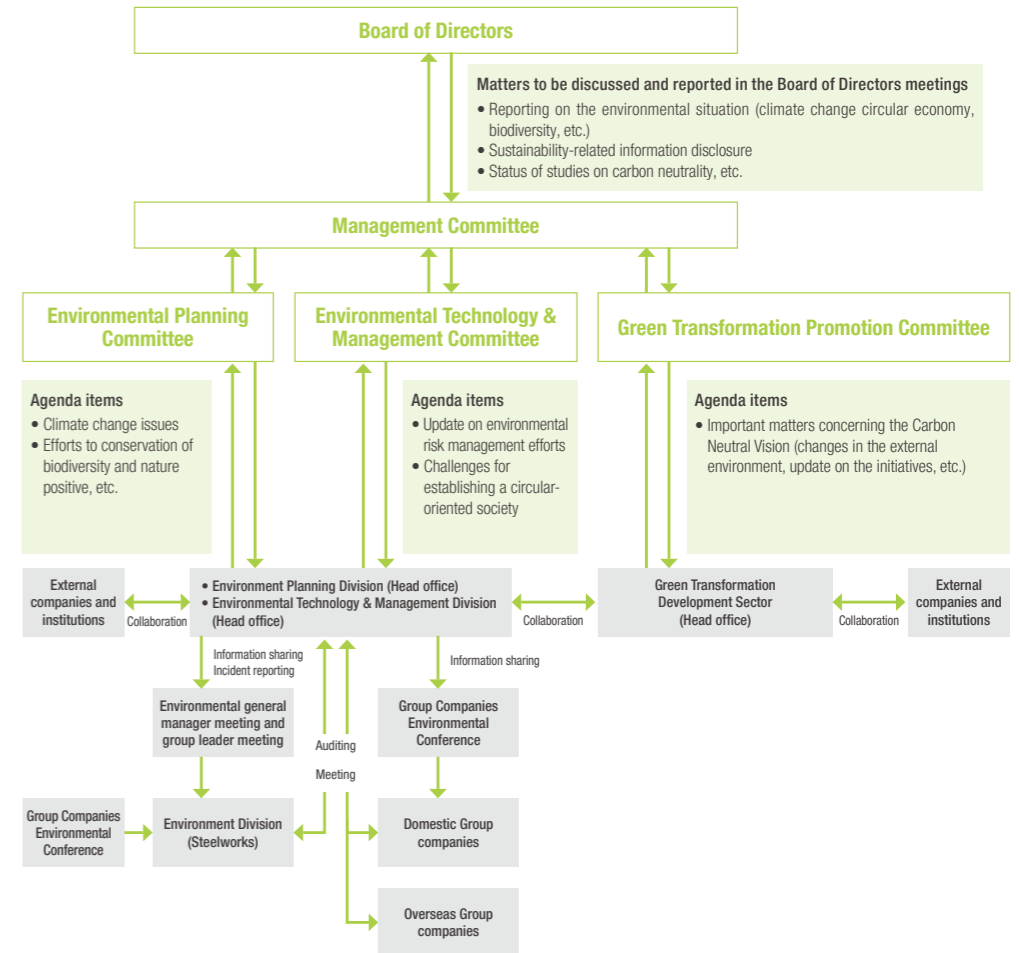 Board of Directors
Matters to be discussed and reported in the Board of Directors meetings
• Reporting on the environmental situation (climate change circular economy,
biodiversity, etc.)
• Sustainability-related information disclosure
• Status of studies on carbon neutrality, etc.
Management Committee
Environmental Planning
Committee
Environmental Technology &
Management Committee
Green Transformation Promotion Committee
Agenda items
• Climate change issues
• Efforts to conservation of
biodiversity and nature
positive, etc.
Agenda items
• Update on environmental
risk management efforts
• Challenges for
establishing a circular-
oriented society
Agenda items
• Important matters concerning the Carbon
Neutral Vision (changes in the external
environment, update on the initiatives, etc.)
External
companies and
institutions
Collaboration
• Environment Planning Division (Head office)
• Environmental Technology & Management Division
(Head office)
Collaboration
Green Transformation
Development Sector
(Head office)
Collaboration
External
companies and
institutions
Information sharing
Incident reporting
Information sharing
Environmental general
manager meeting and
group leader meeting
Auditing
Meeting
Group Companies
Environmental
Conference
Group Companies
Environmental
Conference
Environment Division
(Steelworks)
Domestic Group
companies
Overseas Group
companies